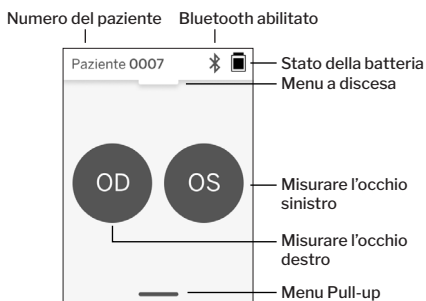 Numero del paziente Bluetooth abilitato
Paziente 0007
Stato della batteria
Menu a discesa
OD OS
Misurare l'occhio
sinistro
Misurare l'occhio
destro
Menu Pull-up